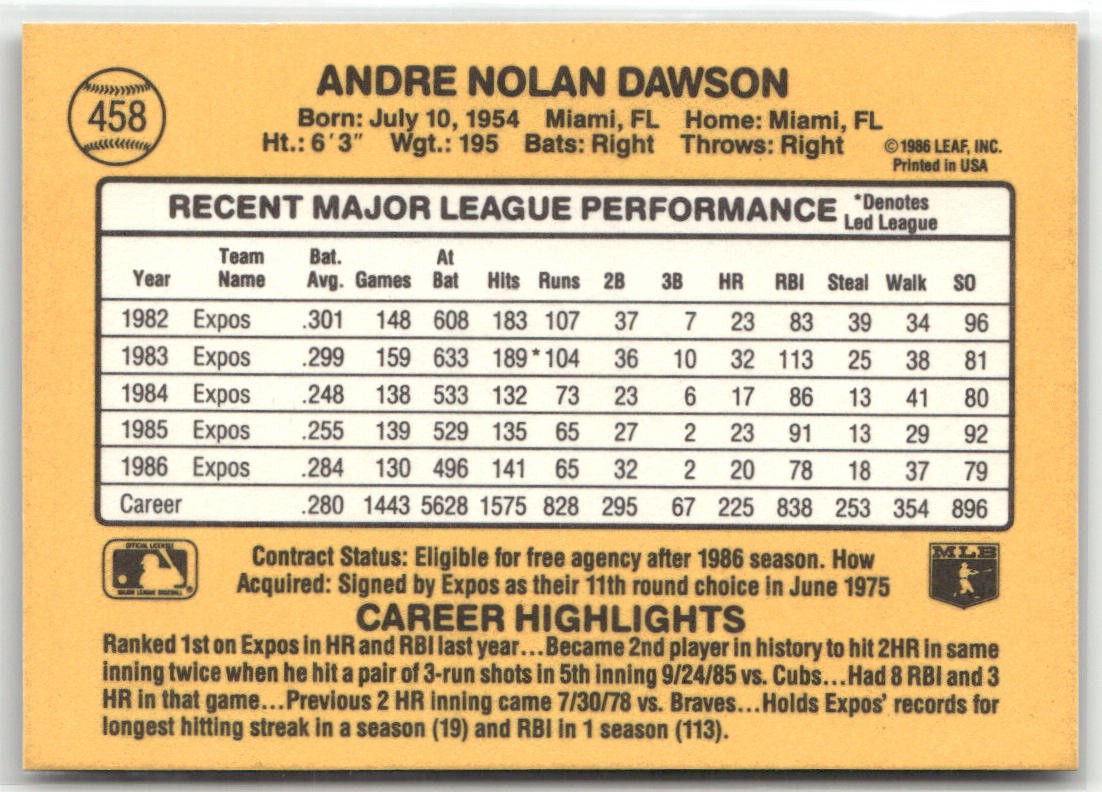 458
ANDRE NOLAN DAWSON
Born: July 10, 1954 Miami, FL Home: Miami, FL
Ht.: 6'3" Wgt.: 195 Bats: Right Throws: Right
©1986 LEAF, INC.
Printed in USA
RECENT MAJOR LEAGUE PERFORMANCE *Denotes Led League
Year Team Name Bat. Avg. Games At Bat Hits Runs 2B 3B HR RBI Steal Walk SO
1982 Expos .301 148 608 183 107 37 7 23 83 39 34 96
1983 Expos .299 159 633 189* 104 36 10 32 113 25 38 81
1984 Expos .248 138 533 132 73 23 6 17 86 13 41 80
1985 Expos .255 139 529 135 65 27 2 23 91 13 29 92
1986 Expos .284 130 496 141 65 32 2 20 78 18 37 79
Career .280 1443 5628 1575 828 295 67 225 838 253 354 896
OFFICIAL LICENSEE
MAJOR LEAGUE BASEBALL ®
MLB
Contract Status: Eligible for free agency after 1986 season. How
Acquired: Signed by Expos as their 11th round choice in June 1975
CAREER HIGHLIGHTS
Ranked 1st on Expos in HR and RBI last year...Became 2nd player in history to hit 2HR in same
inning twice when he hit a pair of 3-run shots in 5th inning 9/24/85 vs. Cubs...Had 8 RBI and 3
HR in that game...Previous 2 HR inning came 7/30/78 vs. Braves...Holds Expos' records for
longest hitting streak in a season (19) and RBI in 1 season (113).